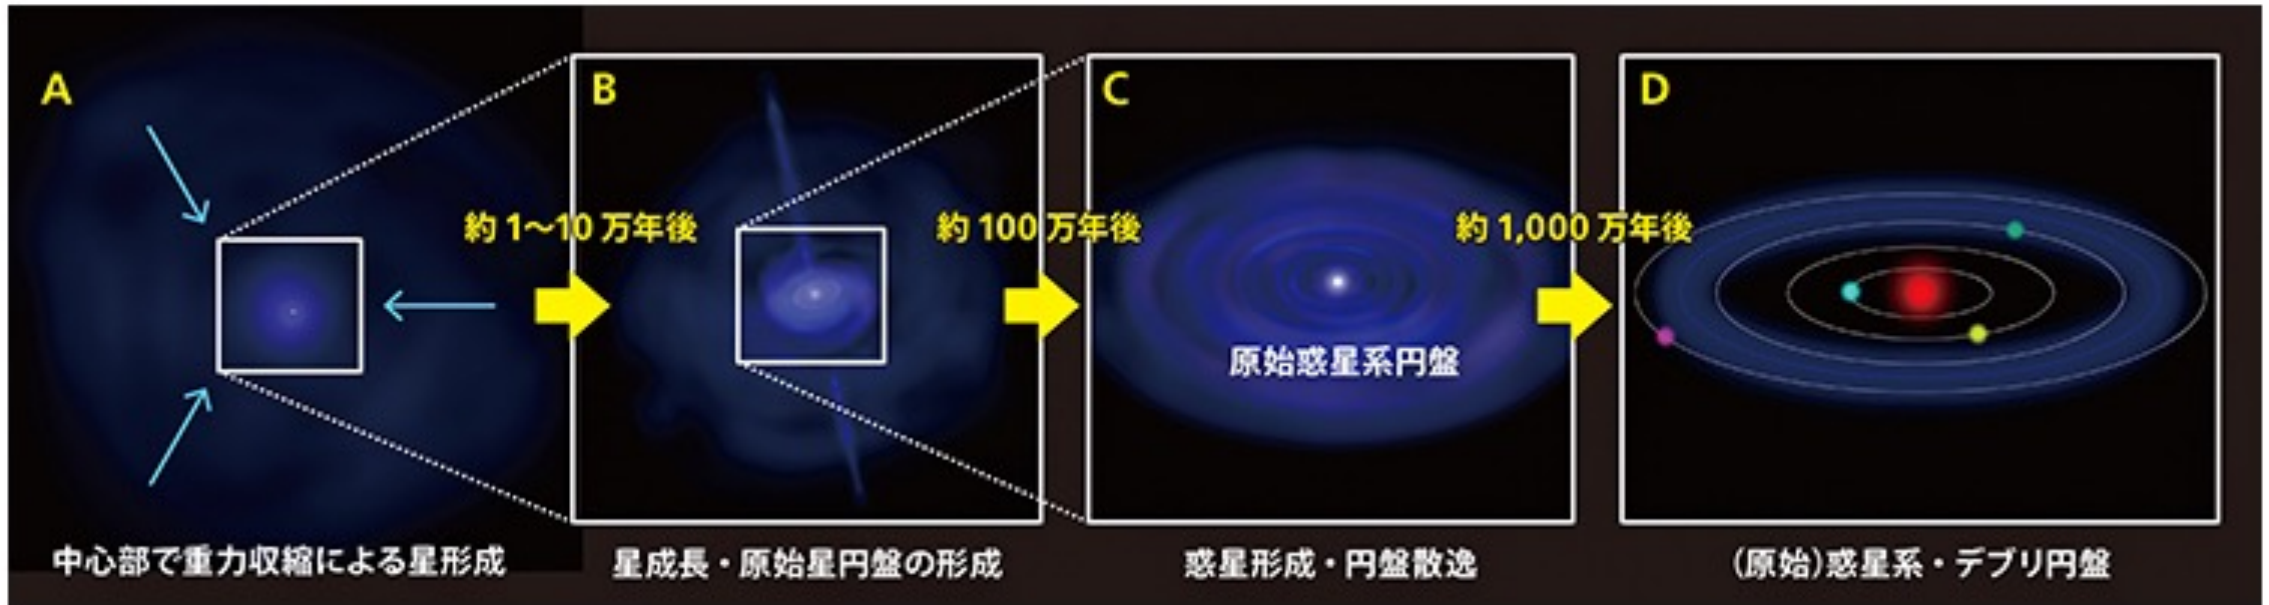 A
B
C
D
約 1～10 万年後
約 100 万年後
約 1,000 万年後
原始惑星系円盤
中心部で重力収縮による星形成
星成長・原始星円盤の形成
惑星形成・円盤散逸
(原始)惑星系・デブリ円盤